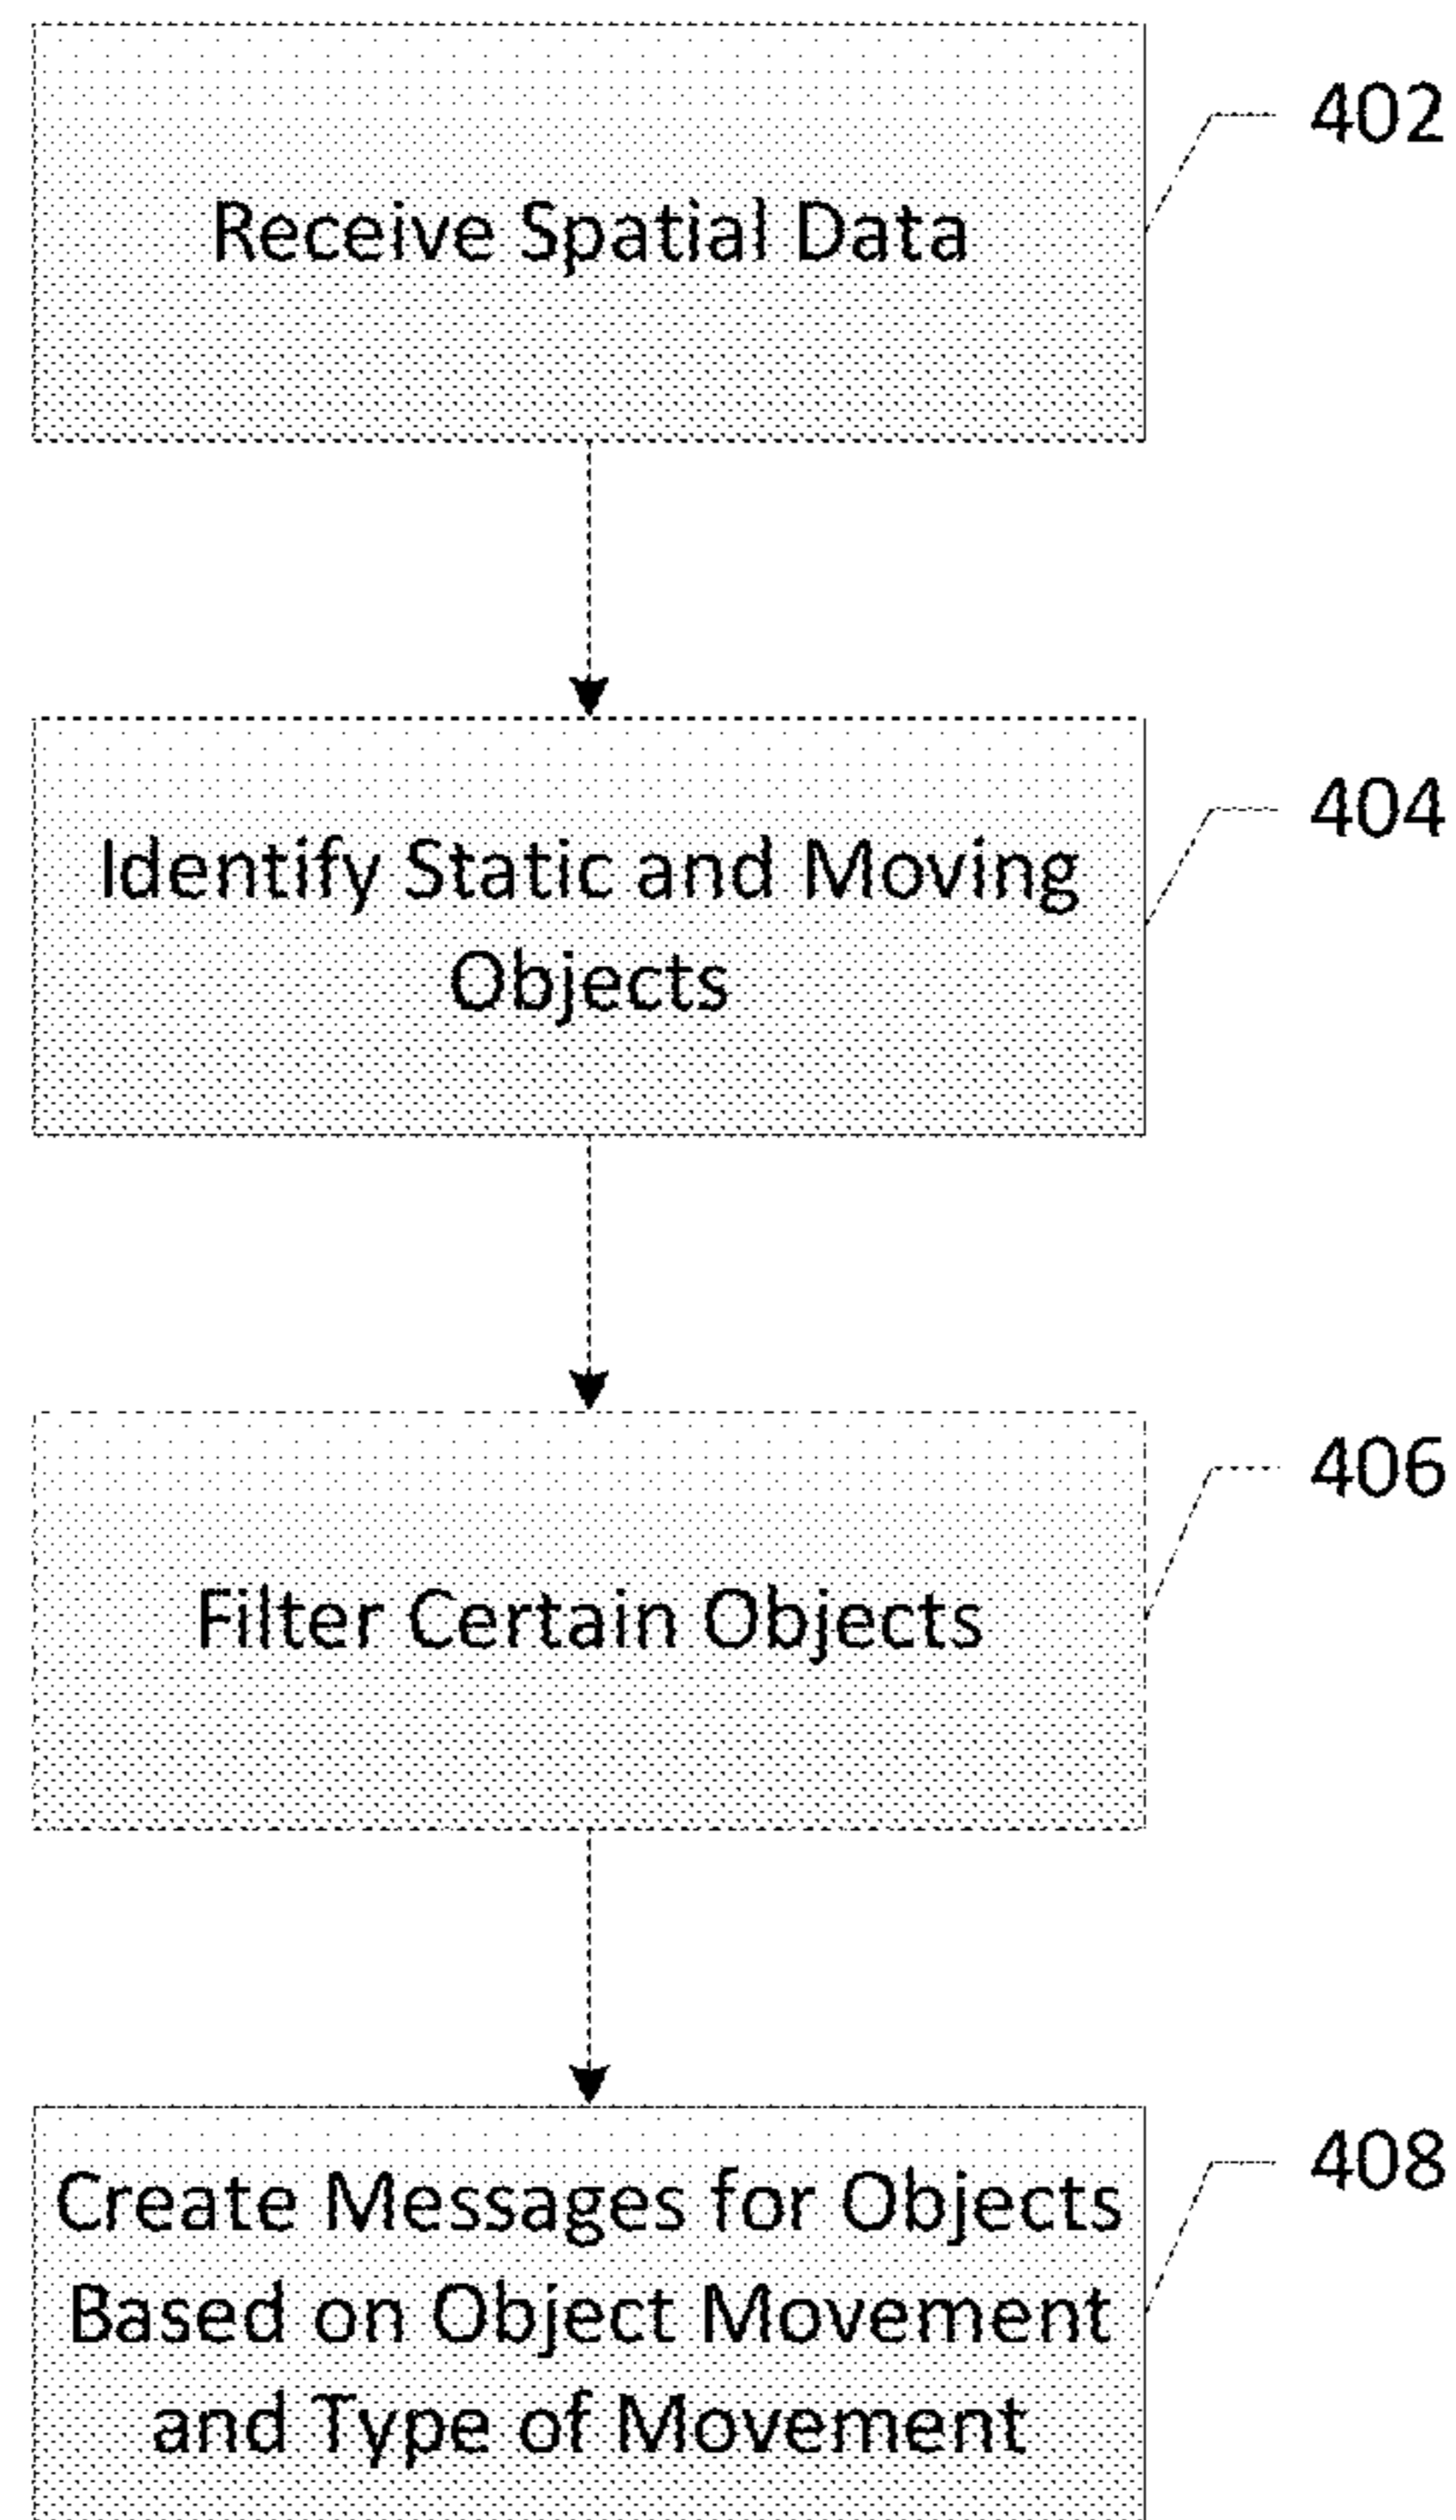 402
Receive Spatial Data
404
Identify Static and Moving
Objects
406
Filter Certain Objects
408
Create Messages for Objects
Based on Object Movement
and Type of Movement